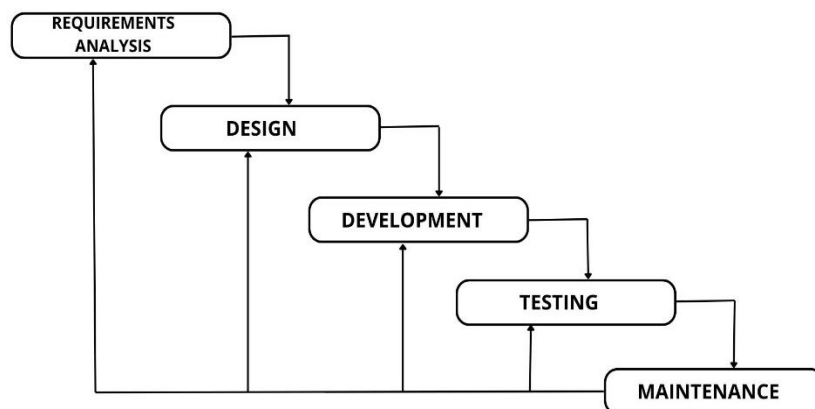 REQUIREMENTS
ANALYSIS
DESIGN
DEVELOPMENT
TESTING
MAINTENANCE